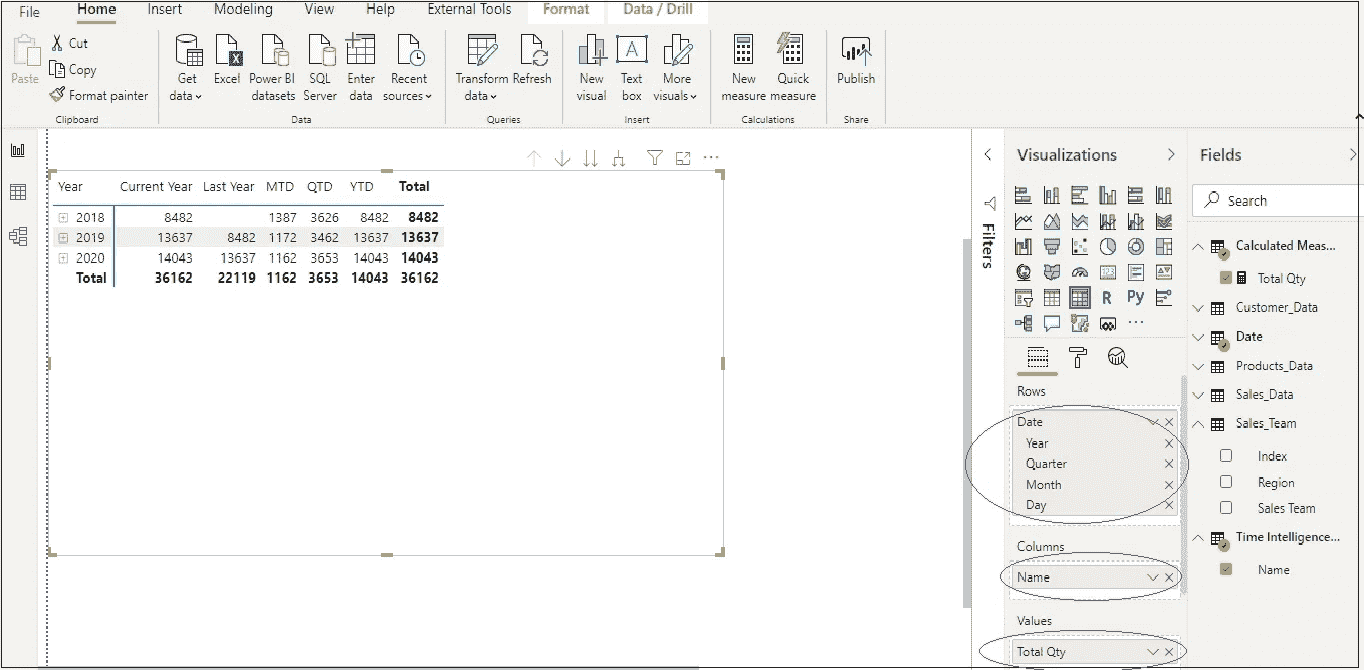 File Home Insert Modeling View Help External Tools Format Data / Drill
Paste
Cut
Copy
Format painter
Clipboard
Get data
Excel
Power BI datasets
SQL Server
Enter data
Recent sources
Data
Transform data
Refresh
Queries
New visual
Text box
More visuals
Insert
New measure
Quick measure
Calculations
Publish
Share
Year Current Year Last Year MTD QTD YTD Total
2018 8482 1387 3626 8482 8482
2019 13637 8482 1172 3462 13637 13637
2020 14043 13637 1162 3653 14043 14043
Total 36162 22119 1162 3653 14043 36162
Filters
Visualizations
123
R Py
Rows
Date
Year
Quarter
Month
Day
Columns
Name
Values
Total Qty
Fields
Search
Calculated Meas...
Total Qty
Customer_Data
Date
Products_Data
Sales_Data
Sales_Team
Index
Region
Sales Team
Time Intelligence...
Name